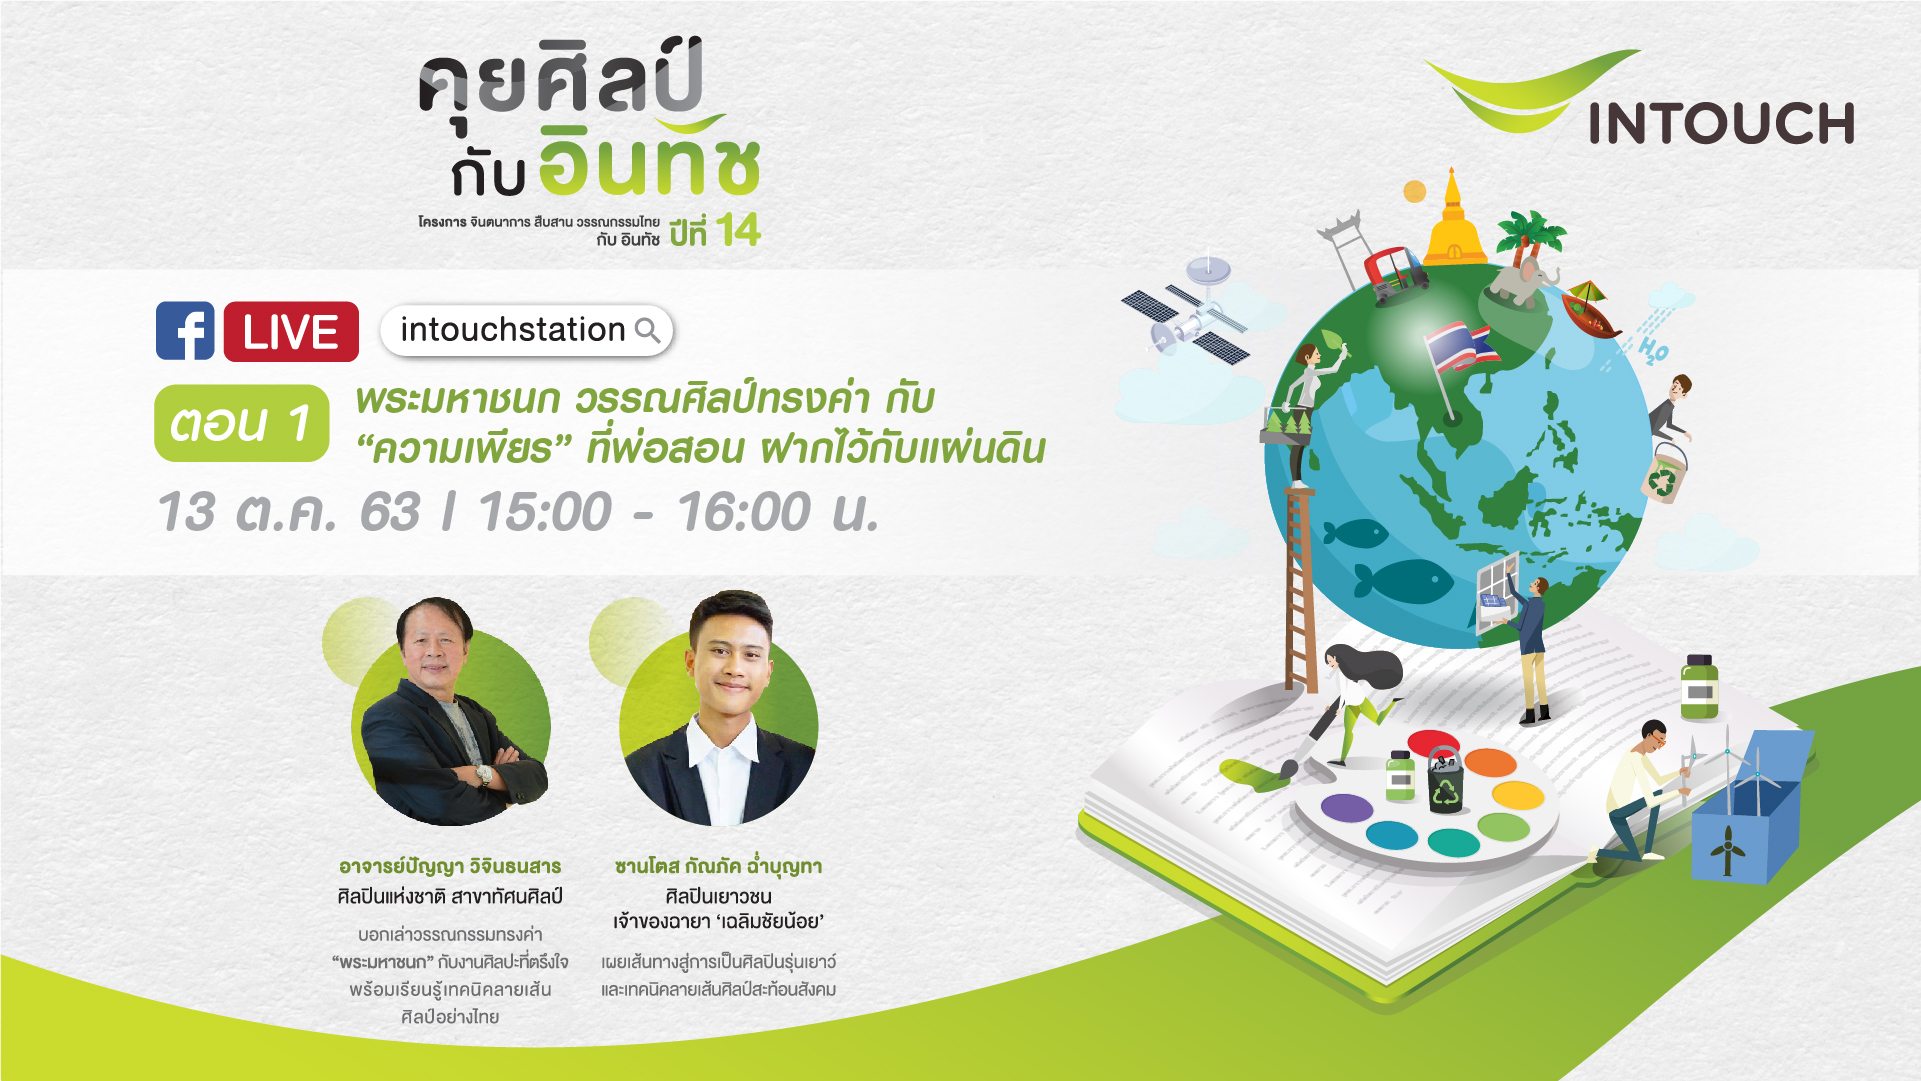 คุยศิลป์
กับ อินทัช
โครงการ จินตนาการ สืบสาน วรรณกรรมไทย
กับ อินทัช ปีที่ 14
INTOUCH
f LIVE intouchstation
ตอน 1
พระมหาชนก วรรณศิลป์ทรงค่า กับ
“ความเพียร” ที่พ่อสอน ฝากไว้กับแผ่นดิน
13 ต.ค. 63 | 15:00 - 16:00 น.
H2O
อาจารย์ปัญญา วิจินธนสาร
ศิลปินแห่งชาติ สาขาทัศนศิลป์
บอกเล่าวรรณกรรมทรงค่า
“พระมหาชนก” กับงานศิลปะที่ตรึงใจ
พร้อมเรียนรู้เทคนิคลายเส้น
ศิลป์อย่างไทย
ซานโตส กัณภัค ฉ่ำบุญทา
ศิลปินเยาวชน
เจ้าของฉายา ‘เฉลิมชัยน้อย’
เผยเส้นทางสู่การเป็นศิลปินรุ่นเยาว์
และเทคนิคลายเส้นศิลป์สะท้อนสังคม